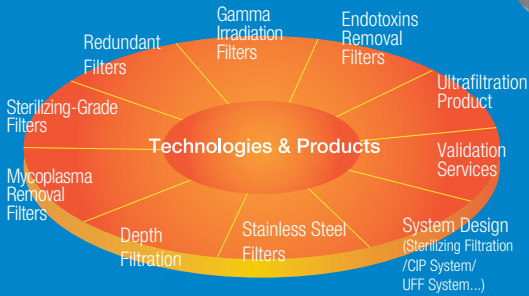 Gamma
Irradiation
Filters
Endotoxins
Removal
Filters
Redundant
Filters
Ultrafiltration
Product
Sterilizing-Grade
Filters
Technologies & Products
Validation
Services
Mycoplasma
Removal
Filters
Depth
Filtration
Stainless Steel
Filters
System Design
(Sterilizing Filtration
/CIP System/
UFF System...)